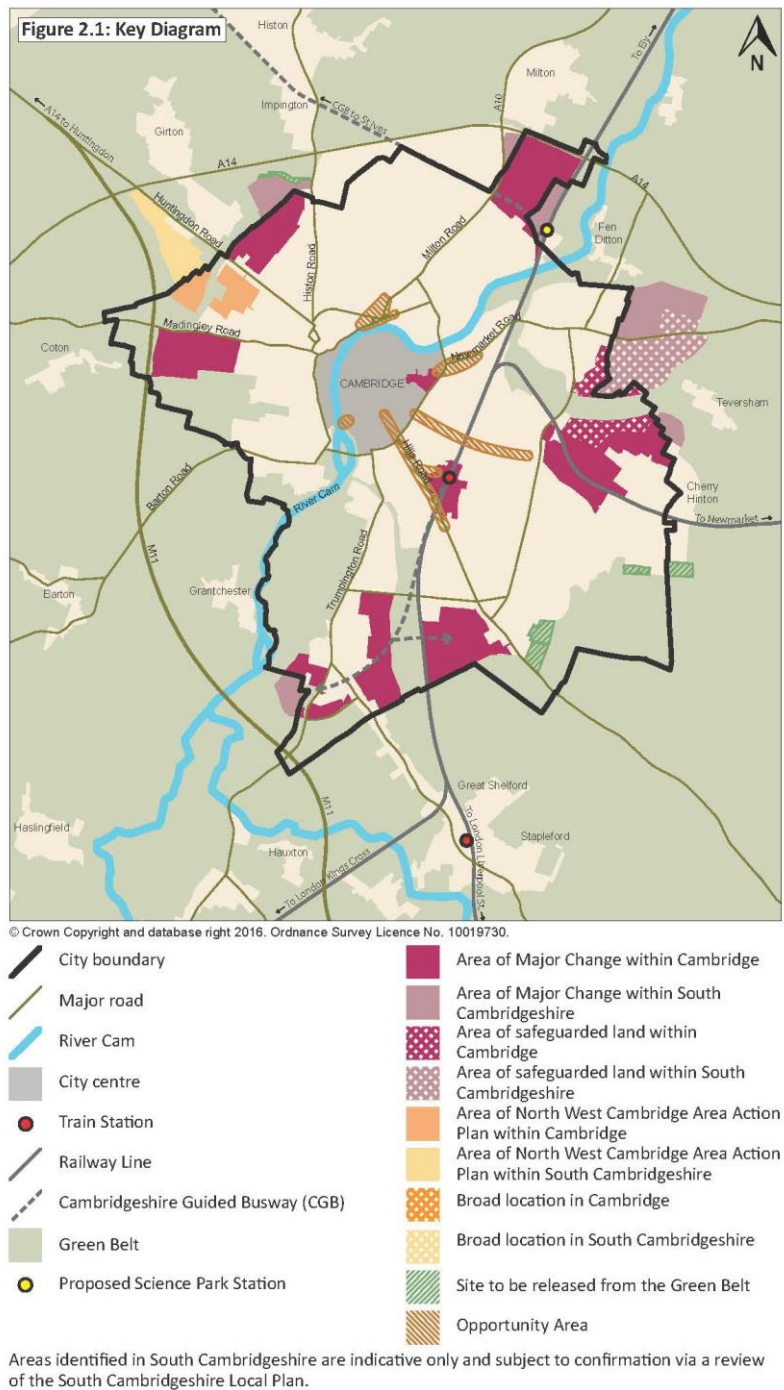 Figure 2.1: Key Diagram
N
Histon
Impington
Milton
To Ely
CGB to St Ives
A10
A14 to Huntingdon
Girton
A14
A14
Huntingdon Road
Histon Road
Milton Road
Fen
Ditton
Madingley Road
Newmarket Road
Coton
CAMBRIDGE
Teversham
Hills Road
Cherry
Hinton
Barton Road
River Cam
To Newmarket
M11
Trumpington Road
Barton
Grantchester
Great Shelford
Haslingfield
M11
Stapleford
Hauxton
To London Kings Cross
To London Liverpool St.
© Crown Copyright and database right 2016. Ordnance Survey Licence No. 10019730.
City boundary
Major road
River Cam
City centre
Train Station
Railway Line
Cambridgeshire Guided Busway (CGB)
Green Belt
Proposed Science Park Station
Area of Major Change within Cambridge
Area of Major Change within South
Cambridgeshire
Area of safeguarded land within
Cambridge
Area of safeguarded land within South
Cambridgeshire
Area of North West Cambridge Area Action
Plan within Cambridge
Area of North West Cambridge Area Action
Plan within South Cambridgeshire
Broad location in Cambridge
Broad location in South Cambridgeshire
Site to be released from the Green Belt
Opportunity Area
Areas identified in South Cambridgeshire are indicative only and subject to confirmation via a review
of the South Cambridgeshire Local Plan.